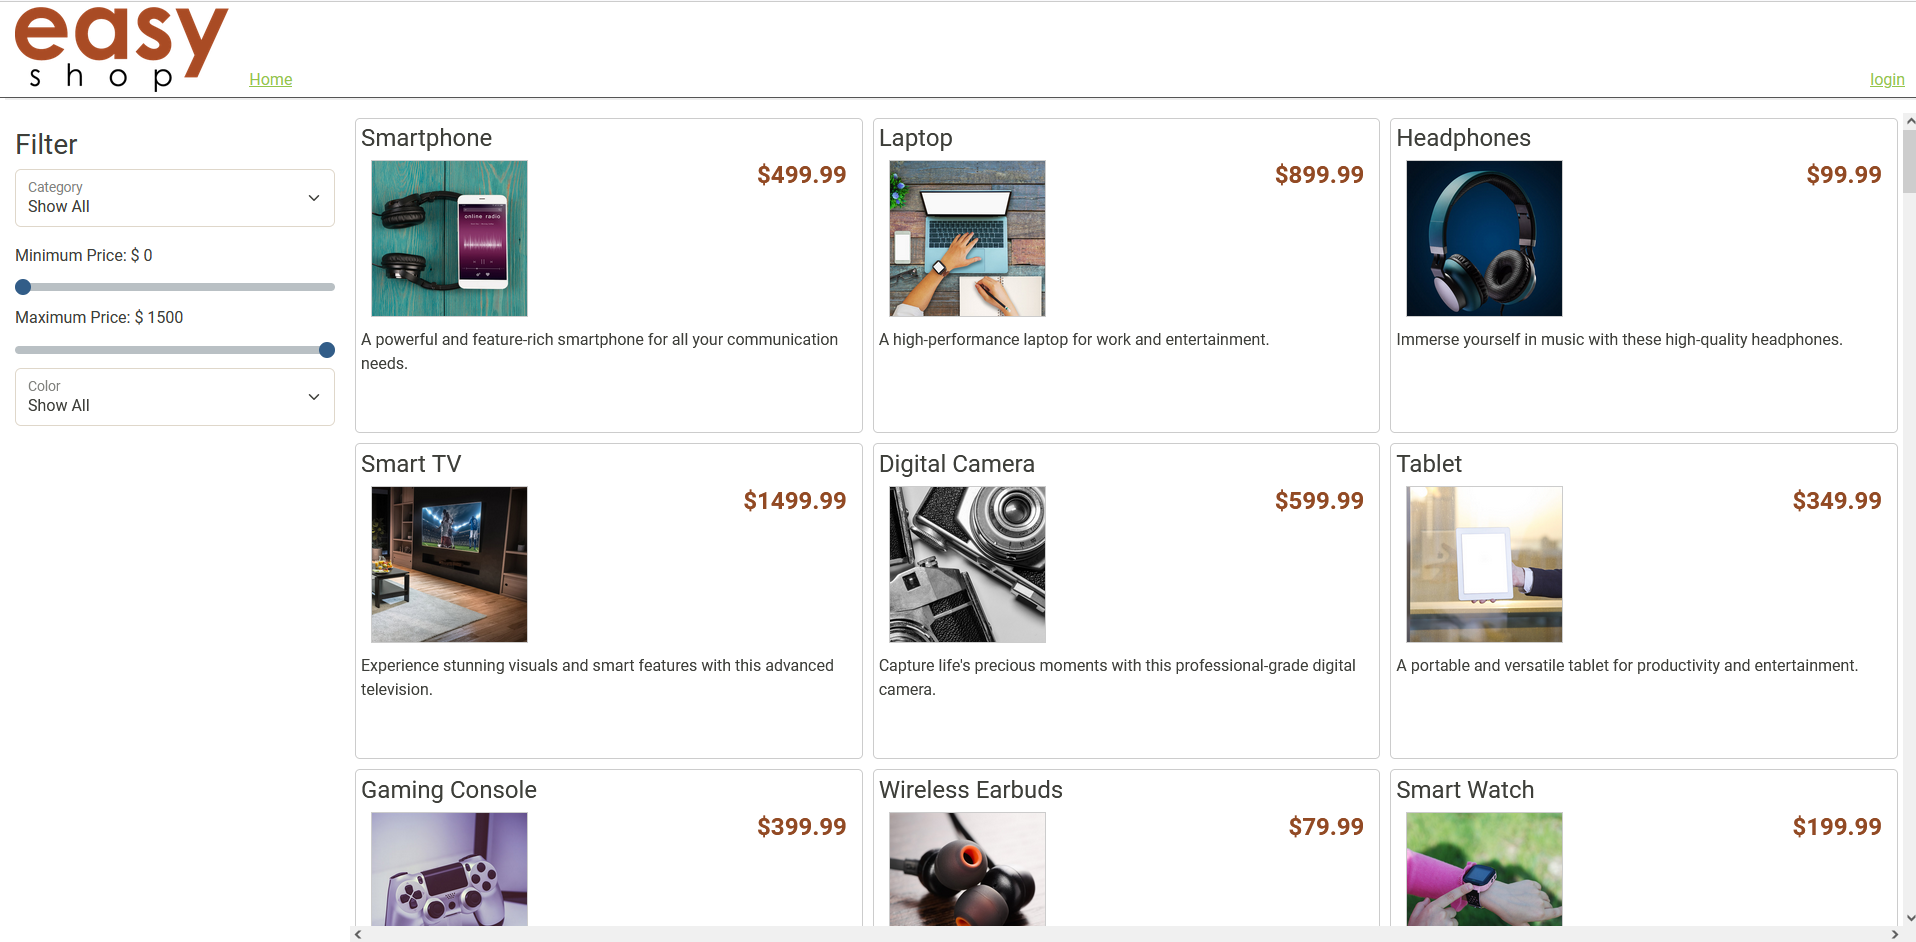 easy
shop
Home
login
Filter
Category
Show All
Minimum Price: $ 0
Maximum Price: $ 1500
Color
Show All
Smartphone
$499.99
online radio
A powerful and feature-rich smartphone for all your communication
needs.
Laptop
$899.99
A high-performance laptop for work and entertainment.
Headphones
$99.99
Immerse yourself in music with these high-quality headphones.
Smart TV
$1499.99
Experience stunning visuals and smart features with this advanced
television.
Digital Camera
$599.99
Capture life's precious moments with this professional-grade digital
camera.
Tablet
$349.99
A portable and versatile tablet for productivity and entertainment.
Gaming Console
$399.99
Wireless Earbuds
$79.99
Smart Watch
$199.99